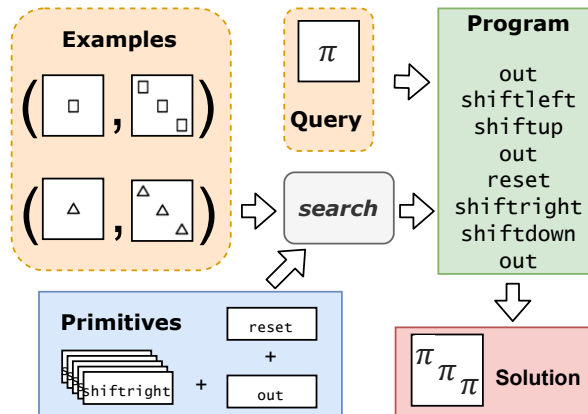 Examples
( , )
( , )
π
Query
search
Program
out
shiftleft
shiftup
out
reset
shiftright
shiftdown
out
Primitives
reset
+
shiftright + out
π π π
Solution